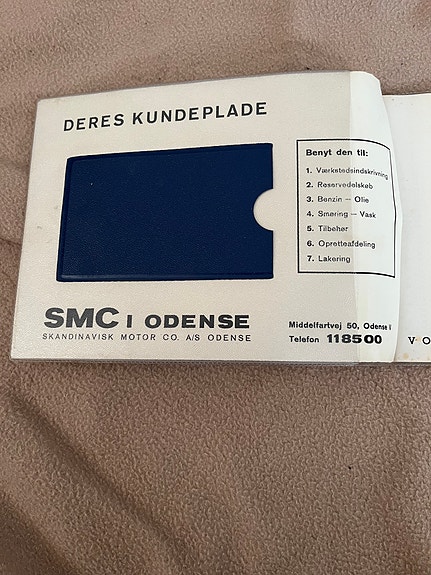 DERES KUNDEPLADE
Benyt den til:
1. Værkstedsindskrivning
2. Reservedelskøb
3. Benzin — Olie
4. Smøring — Vask
5. Tilbehør
6. Opretteafdeling
7. Lakering
SMC I ODENSE
SKANDINAVISK MOTOR CO. A/S ODENSE
Middelfartvej 50, Odense
Telefon 118500
VO